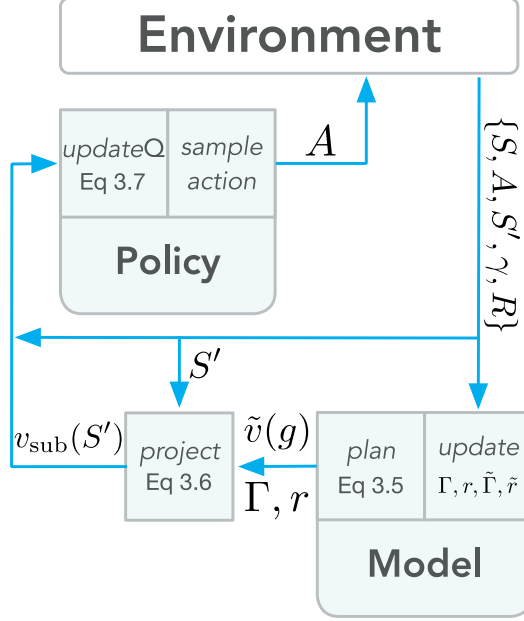 Environment
updateQ
Eq 3.7
sample
action
Policy
A
{S, A, S′, γ, R}
S′
v_sub(S′)
project
Eq 3.6
ṽ(g)
Γ, r
plan
Eq 3.5
update
Γ, r, Γ̃, r̃
Model